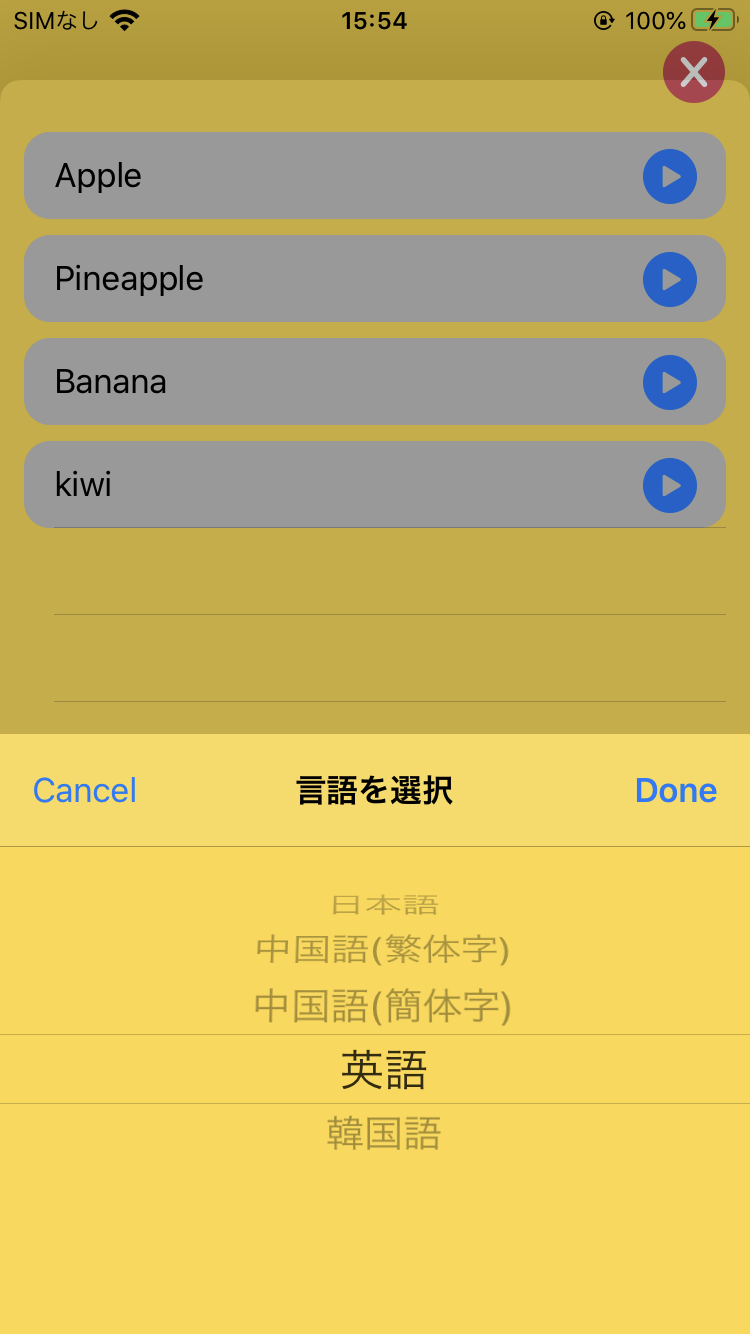 SIMなし 15:54 100%
Apple
Pineapple
Banana
kiwi
Cancel 言語を選択 Done
日本語
中国語(繁体字)
中国語(簡体字)
英語
韓国語